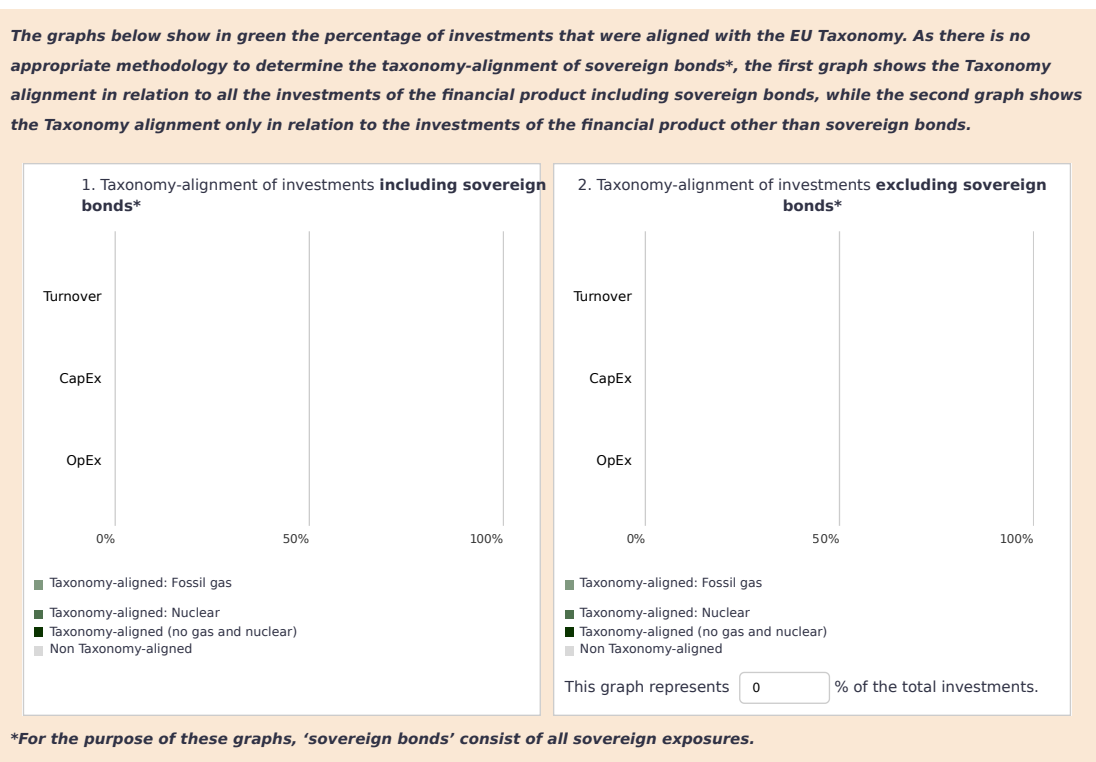 The graphs below show in green the percentage of investments that were aligned with the EU Taxonomy. As there is no
appropriate methodology to determine the taxonomy-alignment of sovereign bonds*, the first graph shows the Taxonomy
alignment in relation to all the investments of the financial product including sovereign bonds, while the second graph shows
the Taxonomy alignment only in relation to the investments of the financial product other than sovereign bonds.
1. Taxonomy-alignment of investments including sovereign
bonds*
Turnover
CapEx
OpEx
0% 50% 100%
Taxonomy-aligned: Fossil gas
Taxonomy-aligned: Nuclear
Taxonomy-aligned (no gas and nuclear)
Non Taxonomy-aligned
2. Taxonomy-alignment of investments excluding sovereign
bonds*
Turnover
CapEx
OpEx
0% 50% 100%
Taxonomy-aligned: Fossil gas
Taxonomy-aligned: Nuclear
Taxonomy-aligned (no gas and nuclear)
Non Taxonomy-aligned
This graph represents 0 % of the total investments.
*For the purpose of these graphs, ‘sovereign bonds’ consist of all sovereign exposures.